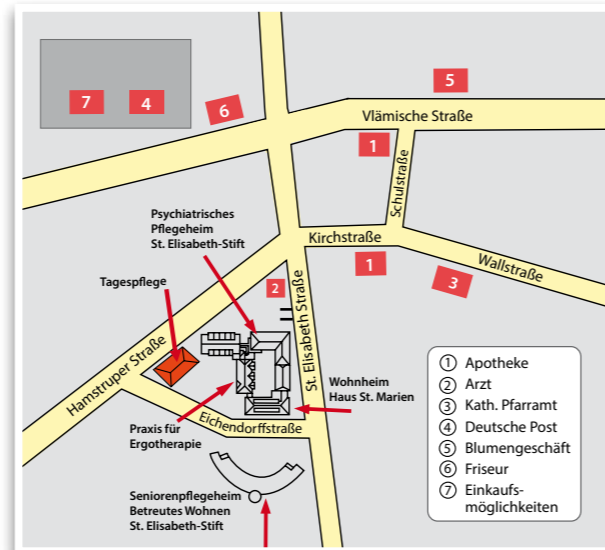 5
7
4
6
Vlämische Straße
1
Schulstraße
Psychiatrisches
Pflegeheim
St. Elisabeth-Stift
Kirchstraße
1
Wallstraße
3
Tagespflege
2
St. Elisabeth Straße
Hamstruper Straße
Wohnheim
Haus St. Marien
Praxis für
Ergotherapie
Eichendorffstraße
Seniorenpflegeheim
Betreutes Wohnen
St. Elisabeth-Stift
1 Apotheke
2 Arzt
3 Kath. Pfarramt
4 Deutsche Post
5 Blumengeschäft
6 Friseur
7 Einkaufs-
möglichkeiten